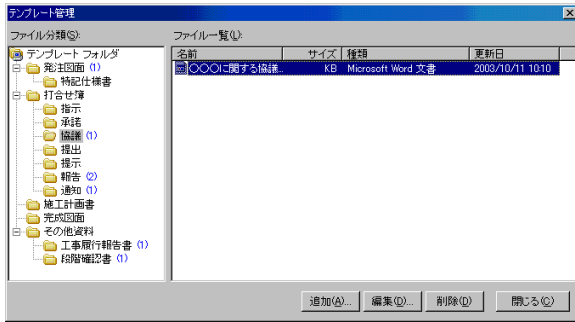 テンプレート管理
ファイル分類(S): ファイル一覧(L):
テンプレート フォルダ
発注図面 (1)
特記仕様書
打合せ簿
指示
承諾
協議 (1)
提出
提示
報告 (2)
通知 (1)
施工計画書
完成図面
その他資料
工事履行報告書 (1)
段階確認書 (1)
名前 サイズ 種類 更新日
〇〇〇に関する協議... KB Microsoft Word 文書 2003/10/11 10:10
追加(A)... 編集(O)... 削除(D) 閉じる(C)